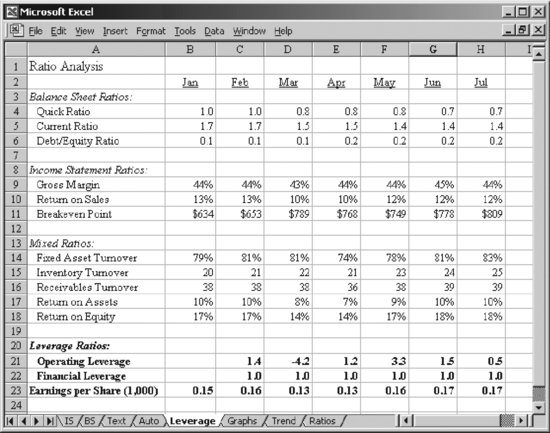 Microsoft Excel
File Edit View Insert Format Tools Data Window Help
A B C D E F G H I
1 Ratio Analysis
2 Jan Feb Mar Apr May Jun Jul
3 Balance Sheet Ratios:
4 Quick Ratio 1.0 1.0 0.8 0.8 0.8 0.7 0.7
5 Current Ratio 1.7 1.7 1.5 1.5 1.4 1.4 1.4
6 Debt/Equity Ratio 0.1 0.1 0.1 0.2 0.2 0.2 0.2
7
8 Income Statement Ratios:
9 Gross Margin 44% 44% 43% 44% 44% 45% 44%
10 Return on Sales 13% 13% 10% 10% 12% 12% 12%
11 Breakeven Point $634 $653 $789 $768 $749 $778 $809
12
13 Mixed Ratios:
14 Fixed Asset Turnover 79% 81% 81% 74% 78% 81% 83%
15 Inventory Turnover 20 21 22 21 23 24 25
16 Receivables Turnover 38 38 38 36 38 39 39
17 Return on Assets 10% 10% 8% 7% 9% 10% 10%
18 Return on Equity 17% 17% 14% 14% 17% 18% 18%
19
20 Leverage Ratios:
21 Operating Leverage 1.4 -4.2 1.2 3.3 1.5 0.5
22 Financial Leverage 1.0 1.0 1.0 1.0 1.0 1.0
23 Earnings per Share (1,000) 0.15 0.16 0.13 0.13 0.16 0.17 0.17
24
IS / BS / Text / Auto / Leverage / Graphs / Trend / Ratios /